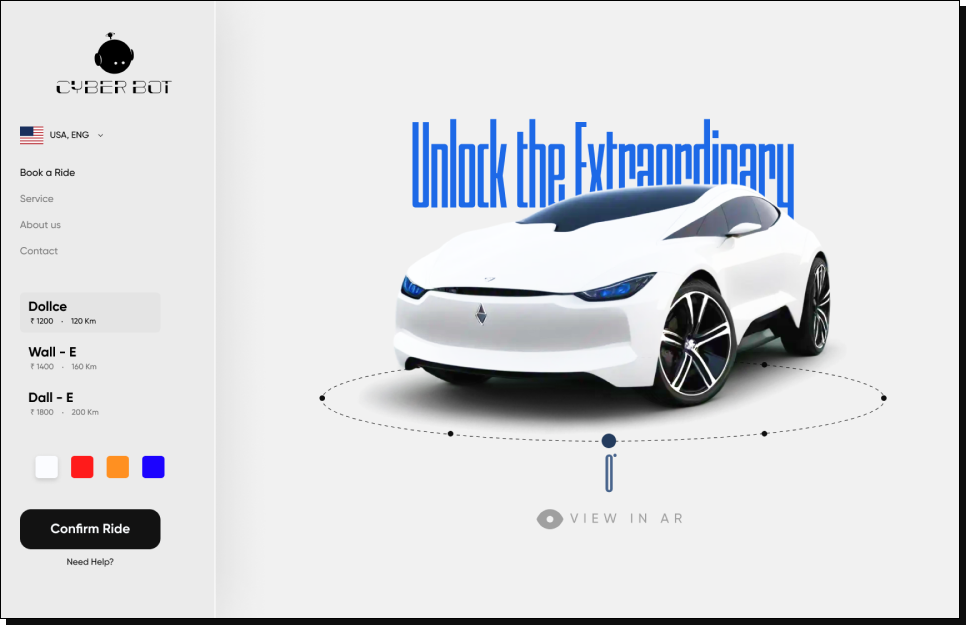 CYBER BOT
USA, ENG
Book a Ride
Service
About us
Contact
Dollce
₹ 1200 - 120 Km
Wall - E
₹ 1400 - 160 Km
Dall - E
₹ 1800 - 200 Km
Confirm Ride
Need Help?
Unlock the Extraordinary
0°
VIEW IN AR